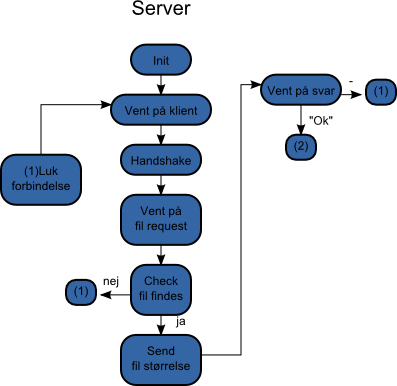 Server
Init
Vent på klient
(1)Luk
forbindelse
Handshake
Vent på
fil request
Check
fil findes
nej
(1)
ja
Send
fil størrelse
Vent på svar
-
(1)
"Ok"
(2)